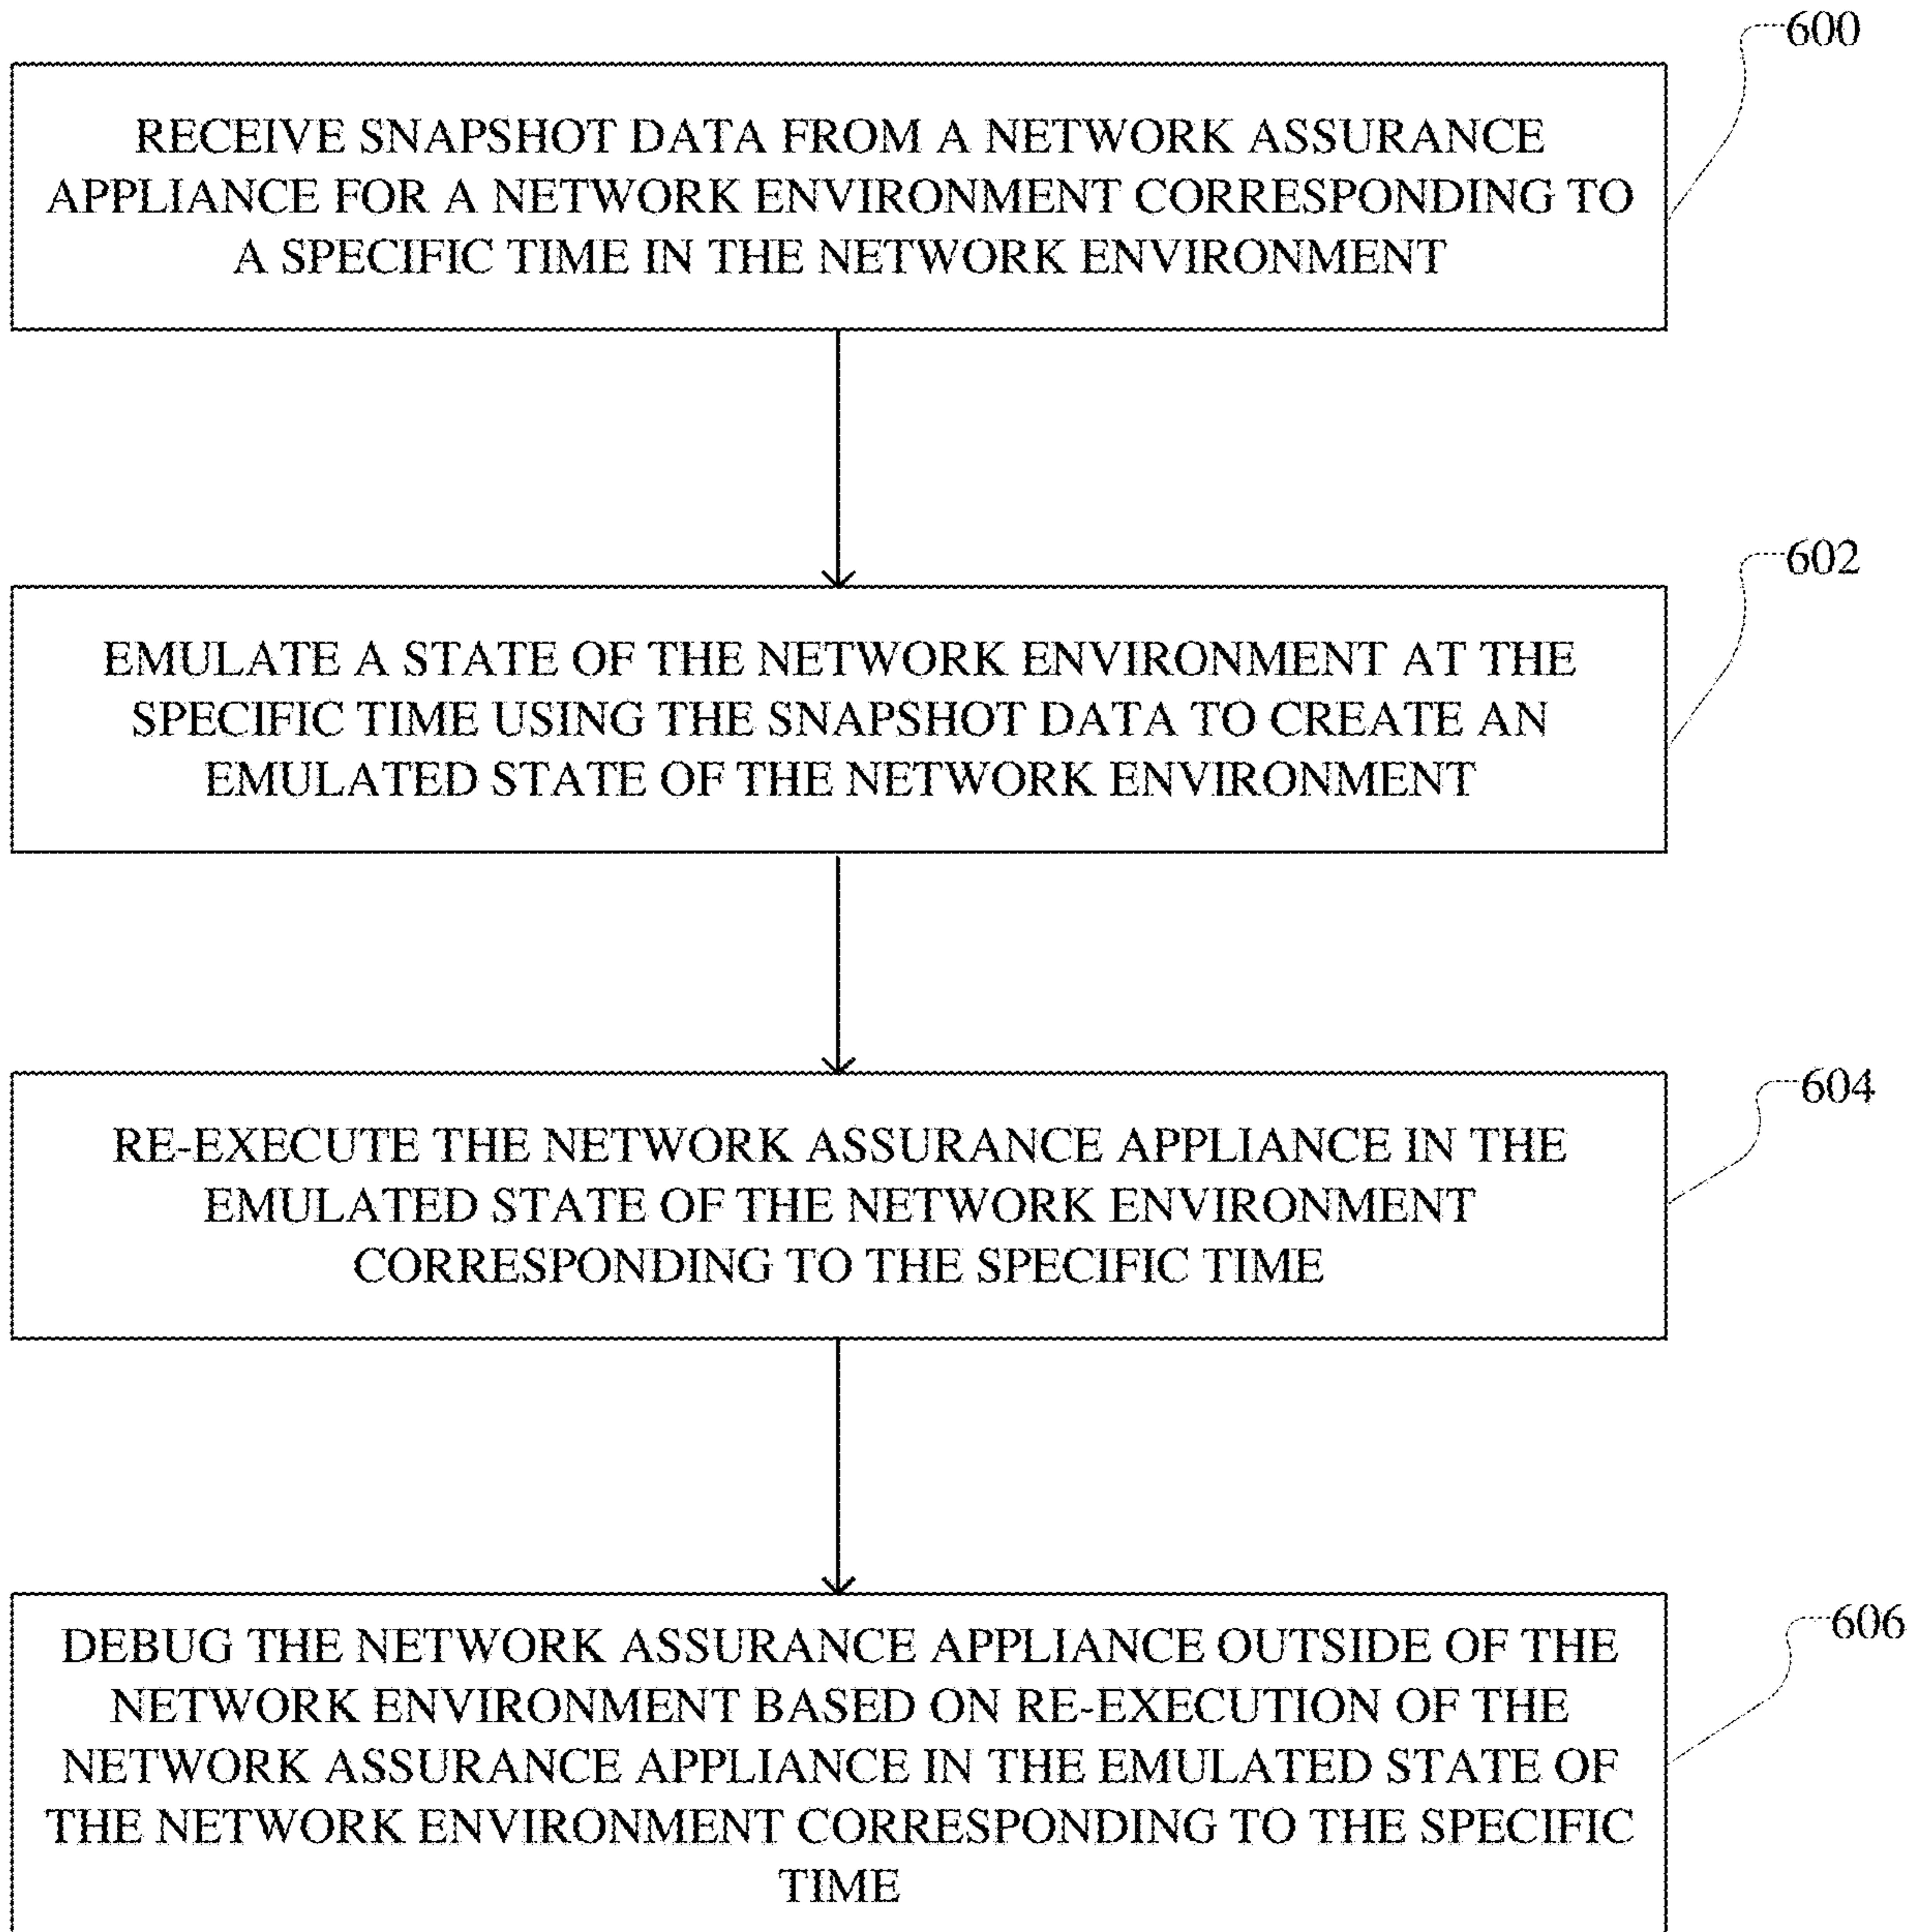 600
RECEIVE SNAPSHOT DATA FROM A NETWORK ASSURANCE
APPLIANCE FOR A NETWORK ENVIRONMENT CORRESPONDING TO
A SPECIFIC TIME IN THE NETWORK ENVIRONMENT
602
EMULATE A STATE OF THE NETWORK ENVIRONMENT AT THE
SPECIFIC TIME USING THE SNAPSHOT DATA TO CREATE AN
EMULATED STATE OF THE NETWORK ENVIRONMENT
604
RE-EXECUTE THE NETWORK ASSURANCE APPLIANCE IN THE
EMULATED STATE OF THE NETWORK ENVIRONMENT
CORRESPONDING TO THE SPECIFIC TIME
606
DEBUG THE NETWORK ASSURANCE APPLIANCE OUTSIDE OF THE
NETWORK ENVIRONMENT BASED ON RE-EXECUTION OF THE
NETWORK ASSURANCE APPLIANCE IN THE EMULATED STATE OF
THE NETWORK ENVIRONMENT CORRESPONDING TO THE SPECIFIC
TIME